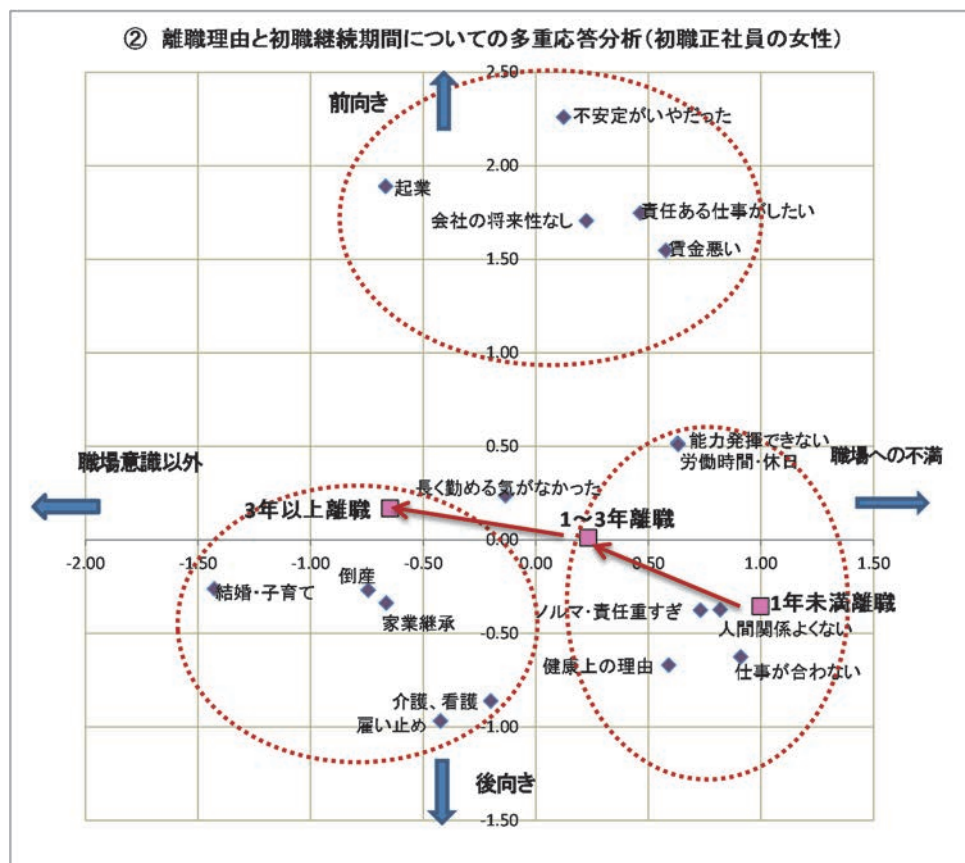 ② 離職理由と初職継続期間についての多重応答分析(初職正社員の女性)
2.50
前向き
不安定がいやだった
2.00
起業
責任ある仕事がしたい
会社の将来性なし
賃金悪い
1.50
1.00
0.50
能力発揮できない
労働時間・休日
職場意識以外
職場への不満
長く勤める気がなかった
3年以上離職
1~3年離職
0.00
-2.00 -1.50 -1.00 -0.50 0.00 0.50 1.00 1.50
倒産
結婚・子育て
家業継承
1年未満離職
ノルマ・責任重すぎ
人間関係よくない
-0.50
健康上の理由
仕事が合わない
介護、看護
雇い止め
-1.00
後向き
-1.50